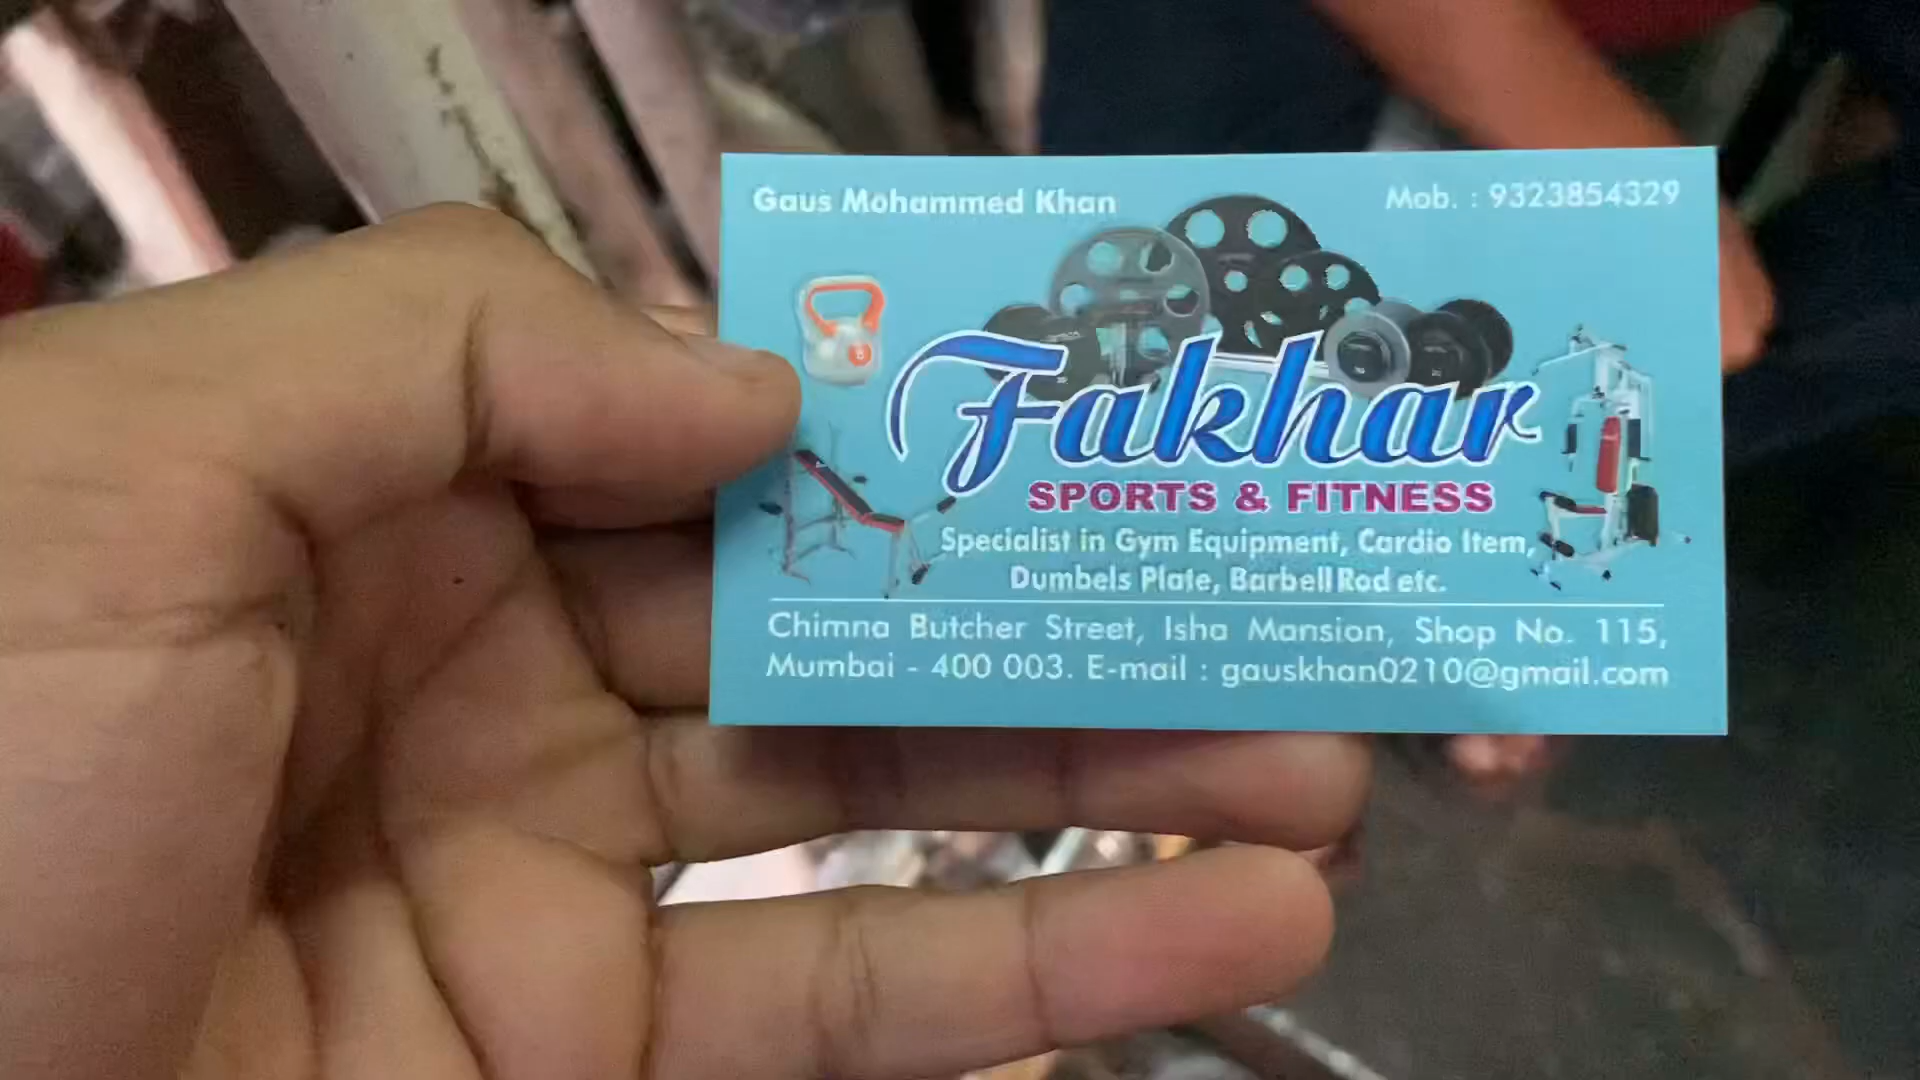 Gaus Mohammed Khan
Mob. : 9323854329
Fakhar
SPORTS & FITNESS
Specialist in Gym Equipment, Cardio Item,
Dumbels Plate, Barbell Rod etc.
Chimna Butcher Street, Isha Mansion, Shop No. 115,
Mumbai - 400 003. E-mail : gauskhan0210@gmail.com